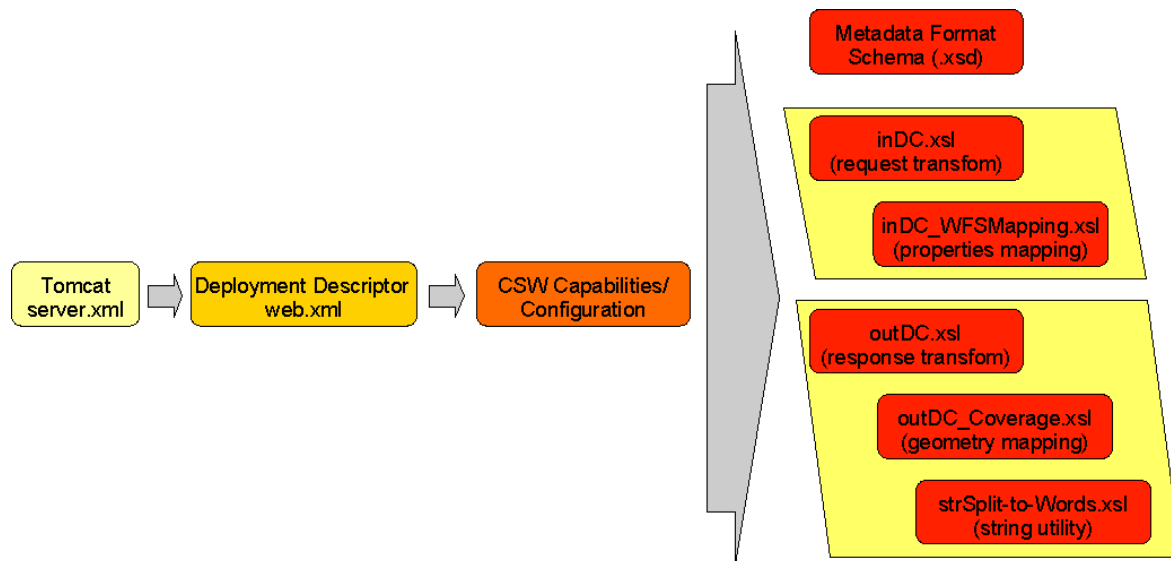 Metadata Format
Schema (.xsd)
inDC.xsl
(request transfom)
inDC_WFSMapping.xsl
(properties mapping)
Tomcat
server.xml
Deployment Descriptor
web.xml
CSW Capabilities/
Configuration
outDC.xsl
(response transfom)
outDC_Coverage.xsl
(geometry mapping)
strSplit-to-Words.xsl
(string utility)